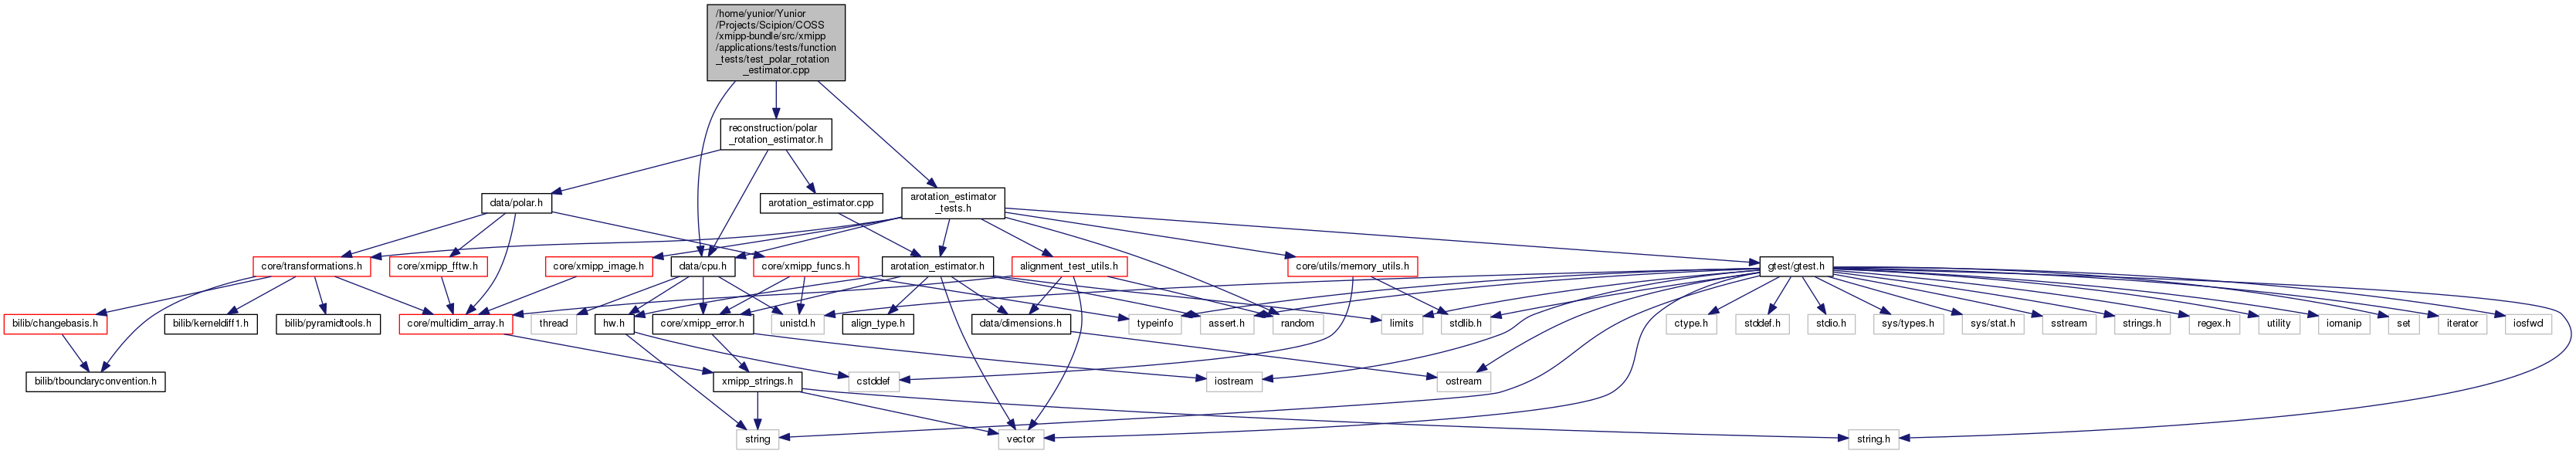 /home/yunior/Yunior
/Projects/Scipion/COSS
/xmipp-bundle/src/xmipp
/applications/tests/function
_tests/test_polar_rotation
_estimator.cpp
reconstruction/polar
_rotation_estimator.h
data/polar.h
arotation_estimator.cpp
arotation_estimator
_tests.h
core/transformations.h
core/xmipp_fftw.h
core/xmipp_image.h
data/cpu.h
core/xmipp_funcs.h
arotation_estimator.h
alignment_test_utils.h
core/utils/memory_utils.h
gtest/gtest.h
bilib/changebasis.h
bilib/kerneldiff1.h
bilib/pyramidtools.h
core/multidim_array.h
thread
hw.h
core/xmipp_error.h
unistd.h
align_type.h
data/dimensions.h
typeinfo
assert.h
random
limits
stdlib.h
ctype.h
stddef.h
stdio.h
sys/types.h
sys/stat.h
sstream
strings.h
regex.h
utility
iomanip
set
iterator
iosfwd
bilib/tboundaryconvention.h
xmipp_strings.h
cstddef
iostream
ostream
string
vector
string.h